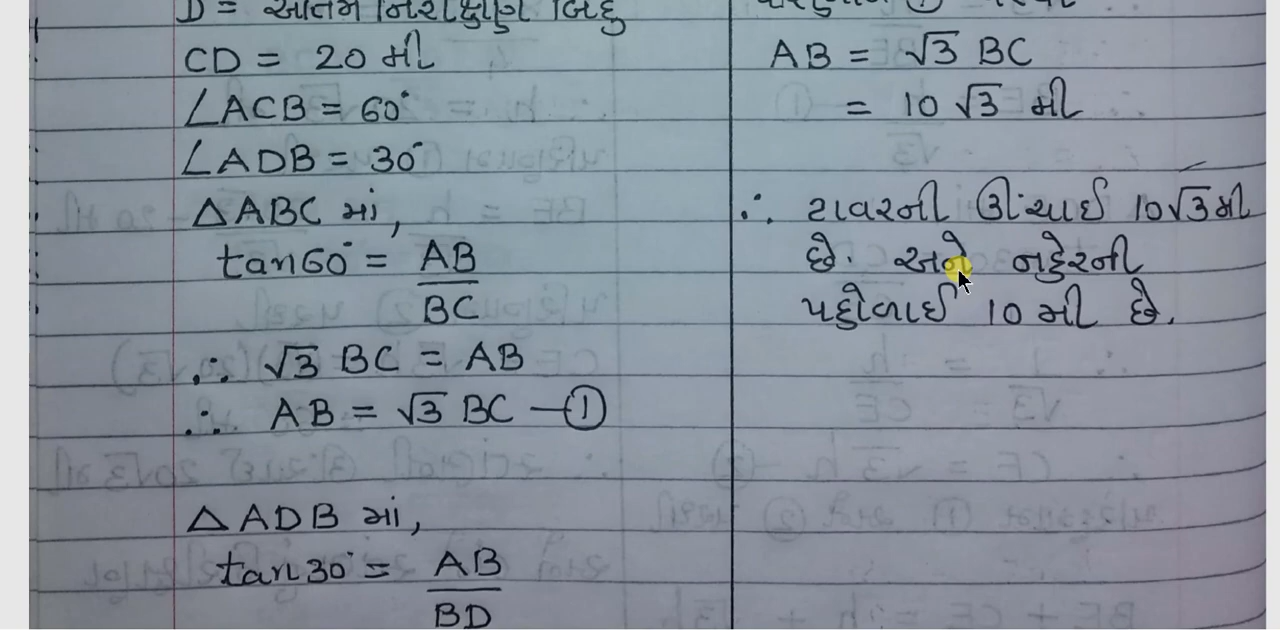 D = અંતિમ નિરીક્ષણ બિંદુ
CD = 20 મી
∠ACB = 60°
∠ADB = 30°
△ABC માં,
tan60° = AB
BC
∴ √3 BC = AB
∴ AB = √3 BC —①
△ADB માં,
tan30° = AB
BD
AB = √3 BC
= 10 √3 મી
∴ ટાવરની ઊંચાઈ 10√3 મી
છે. અને નહેરની
પહોળાઈ 10 મી છે.